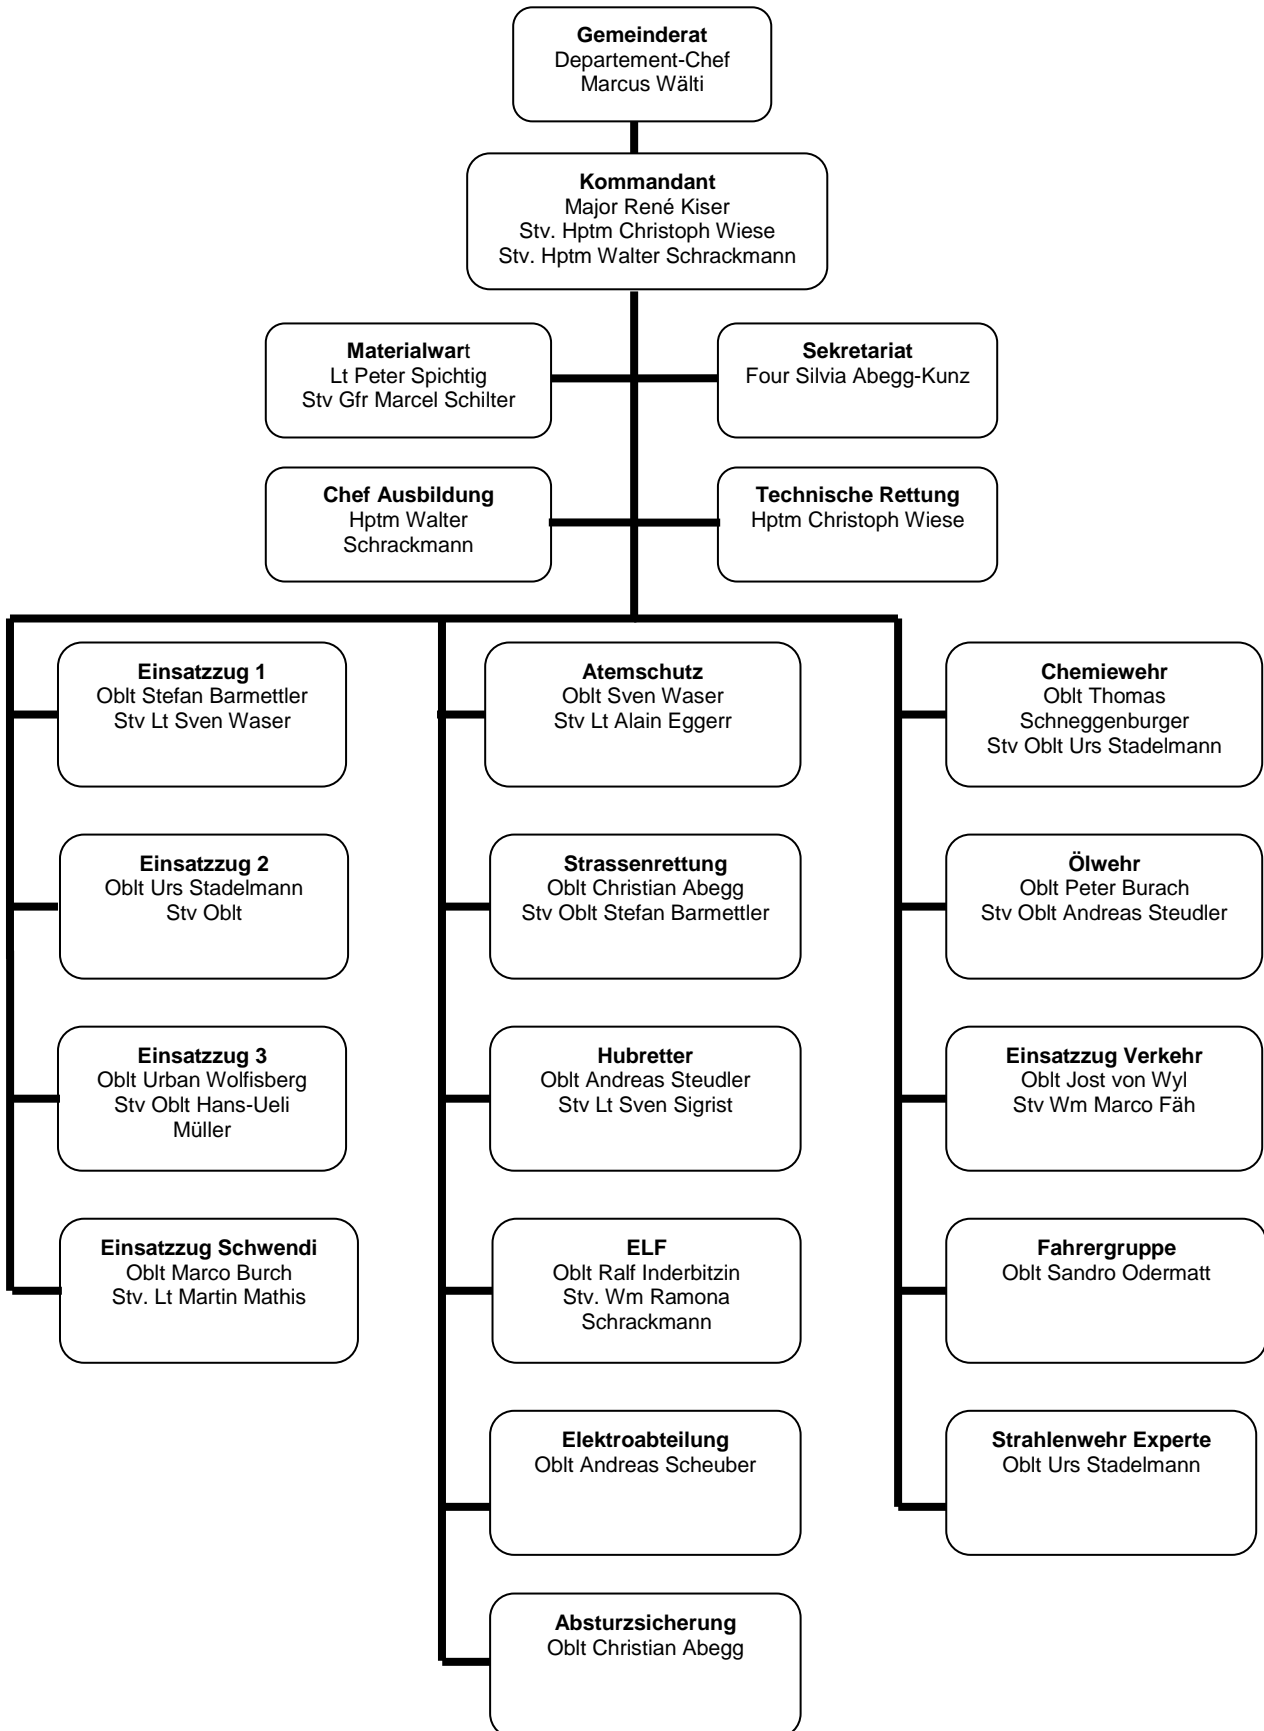 Gemeinderat
Departement-Chef
Marcus Wälti
Kommandant
Major René Kiser
Stv. Hptm Christoph Wiese
Stv. Hptm Walter Schrackmann
Materialwart
Lt Peter Spichtig
Stv Gfr Marcel Schilter
Sekretariat
Four Silvia Abegg-Kunz
Chef Ausbildung
Hptm Walter
Schrackmann
Technische Rettung
Hptm Christoph Wiese
Einsatzzug 1
Oblt Stefan Barmettler
Stv Lt Sven Waser
Einsatzzug 2
Oblt Urs Stadelmann
Stv Oblt
Einsatzzug 3
Oblt Urban Wolfisberg
Stv Oblt Hans-Ueli
Müller
Einsatzzug Schwendi
Oblt Marco Burch
Stv. Lt Martin Mathis
Atemschutz
Oblt Sven Waser
Stv Lt Alain Eggerr
Strassenrettung
Oblt Christian Abegg
Stv Oblt Stefan Barmettler
Hubretter
Oblt Andreas Steudler
Stv Lt Sven Sigrist
ELF
Oblt Ralf Inderbitzin
Stv. Wm Ramona
Schrackmann
Elektroabteilung
Oblt Andreas Scheuber
Absturzsicherung
Oblt Christian Abegg
Chemiewehr
Oblt Thomas
Schneggenburger
Stv Oblt Urs Stadelmann
Ölwehr
Oblt Peter Burach
Stv Oblt Andreas Steudler
Einsatzzug Verkehr
Oblt Jost von Wyl
Stv Wm Marco Fäh
Fahrergruppe
Oblt Sandro Odermatt
Strahlenwehr Experte
Oblt Urs Stadelmann